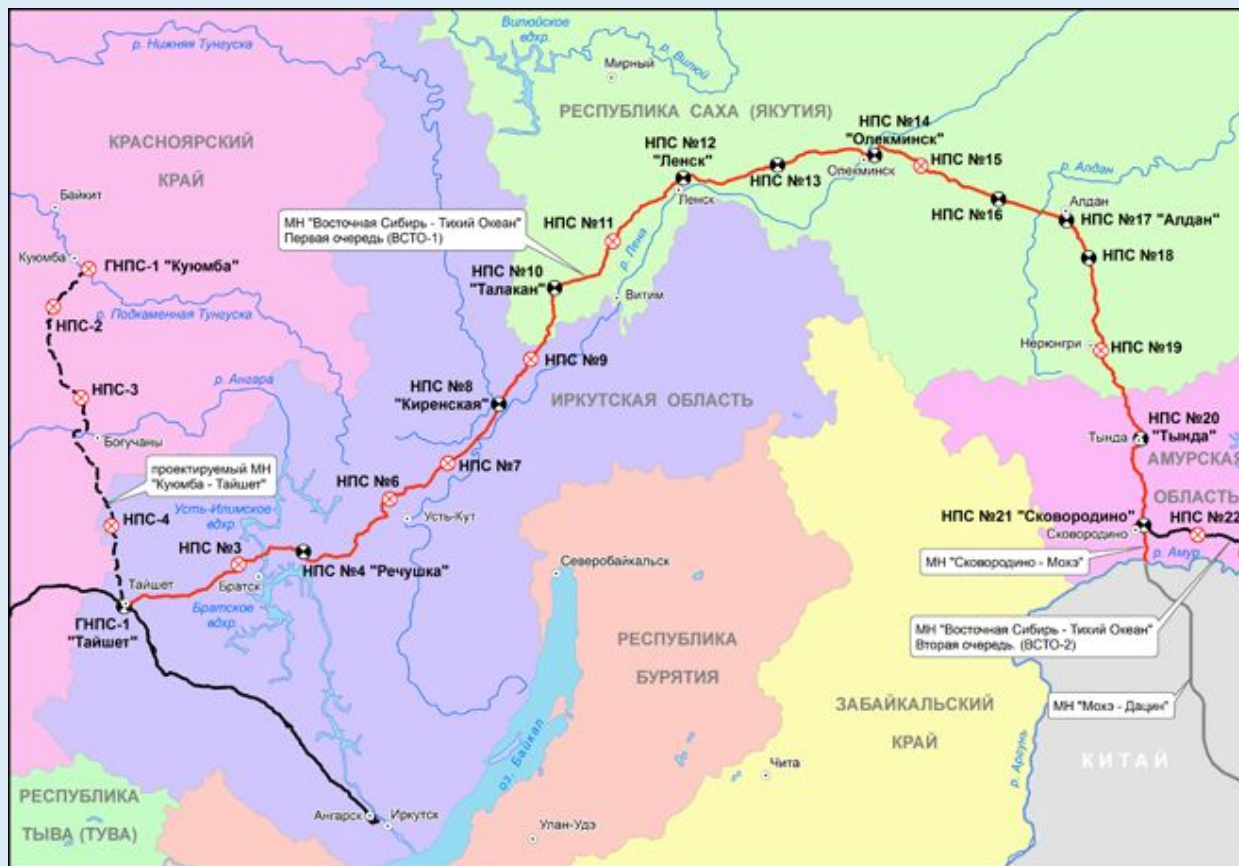 р. Нижняя Тунгуска
Вилюйское
вдхр.
р. Вилюй
Мирный
РЕСПУБЛИКА САХА (ЯКУТИЯ)
КРАСНОЯРСКИЙ
КРАЙ
НПС №12
"Ленск"
НПС №14
"Олекминск"
НПС №15
Олекминск
НПС №13
р. Алдан
Байкит
Ленск
НПС №16
Алдан
НПС №17 "Алдан"
МН "Восточная Сибирь - Тихий Океан"
Первая очередь (ВСТО-1)
НПС №11
р. Лена
НПС №18
Куюмба
ГНПС-1 "Куюмба"
НПС №10
"Талакан"
Витим
НПС-2
р. Подкаменная Тунгуска
Нерюнгри
НПС №19
НПС №9
р. Ангара
НПС-3
НПС №8
"Киренская"
ИРКУТСКАЯ ОБЛАСТЬ
НПС №20
"Тында"
Тында
Богучаны
АМУРСКАЯ
ОБЛАСТЬ
проектируемый МН
"Куюмба - Тайшет"
НПС №7
НПС №6
Усть-Илимское
вдхр.
Усть-Кут
НПС-4
НПС №21 "Сковородино"
Сковородино
НПС №22
НПС №3
НПС №4 "Речушка"
Северобайкальск
МН "Сковородино - Мохэ"
р. Амур
Тайшет
Братск
Братское
вдхр.
ГНПС-1
"Тайшет"
МН "Восточная Сибирь - Тихий Океан"
Вторая очередь. (ВСТО-2)
РЕСПУБЛИКА
БУРЯТИЯ
ЗАБАЙКАЛЬСКИЙ
КРАЙ
МН "Мохэ - Дацин"
оз. Байкал
р. Аргунь
КИТАЙ
Чита
РЕСПУБЛИКА
ТЫВА (ТУВА)
Ангарск
Иркутск
Улан-Удэ